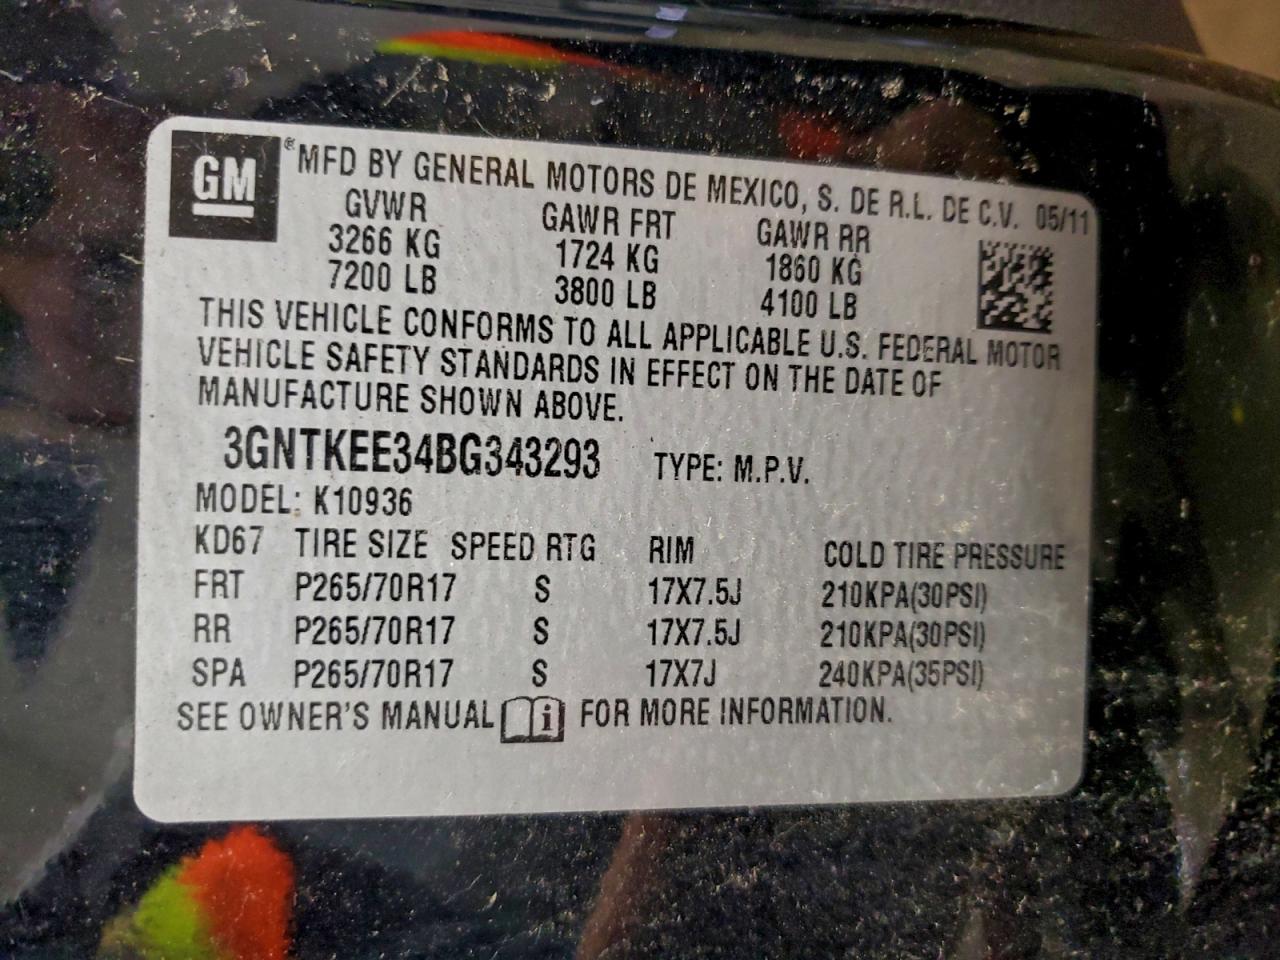 GM ® MFD BY GENERAL MOTORS DE MEXICO, S. DE R.L. DE C.V. 05/11
GVWR GAWR FRT GAWR RR
3266 KG 1724 KG 1860 KG
7200 LB 3800 LB 4100 LB
THIS VEHICLE CONFORMS TO ALL APPLICABLE U.S. FEDERAL MOTOR
VEHICLE SAFETY STANDARDS IN EFFECT ON THE DATE OF
MANUFACTURE SHOWN ABOVE.
3GNTKEE34BG343293 TYPE: M.P.V.
MODEL: K10936
KD67 TIRE SIZE SPEED RTG RIM COLD TIRE PRESSURE
FRT P265/70R17 S 17X7.5J 210KPA(30PSI)
RR P265/70R17 S 17X7.5J 210KPA(30PSI)
SPA P265/70R17 S 17X7J 240KPA(35PSI)
SEE OWNER'S MANUAL i FOR MORE INFORMATION.